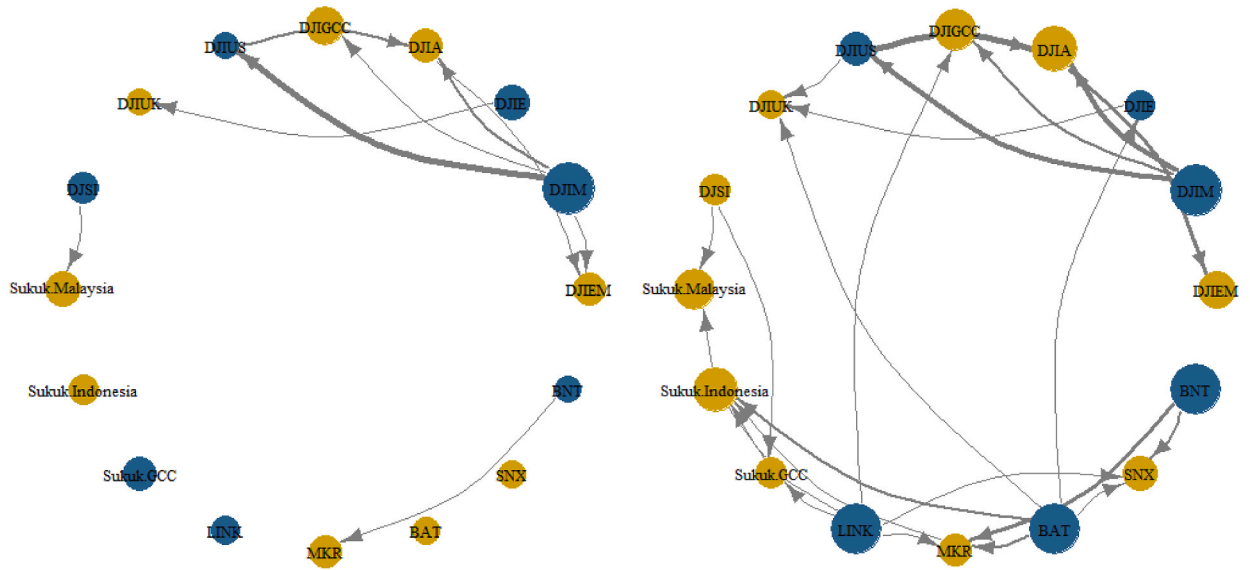 DJIGCC
DJIUS
DJIA
DJIUK
DJIE
DJSI
DJIM
Sukuk.Malaysia
DJIEM
Sukuk.Indonesia
BNT
Sukuk.GCC
SNX
LINK
BAT
MKR
DJIGCC
DJIUS
DJIA
DJIUK
DJIE
DJSI
DJIM
Sukuk.Malaysia
DJIEM
Sukuk.Indonesia
BNT
Sukuk.GCC
SNX
LINK
BAT
MKR